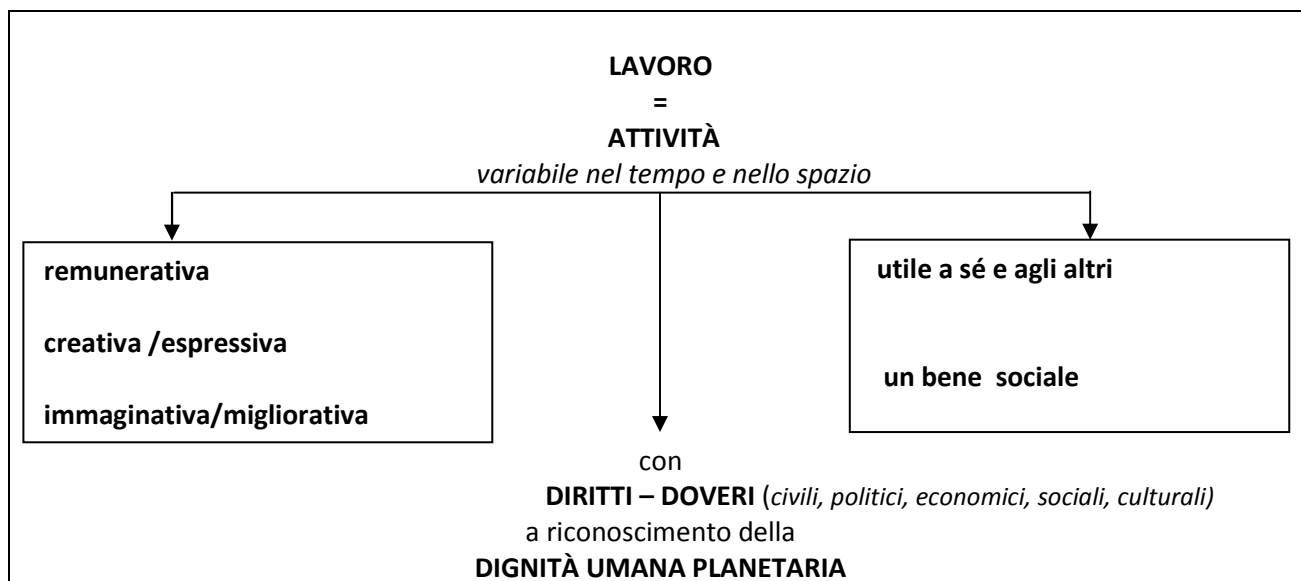 LAVORO
=
ATTIVITÀ
variabile nel tempo e nello spazio
remunerativa
creativa /espressiva
immaginativa/migliorativa
utile a sé e agli altri
un bene sociale
con
DIRITTI – DOVERI (civili, politici, economici, sociali, culturali)
a riconoscimento della
DIGNITÀ UMANA PLANETARIA